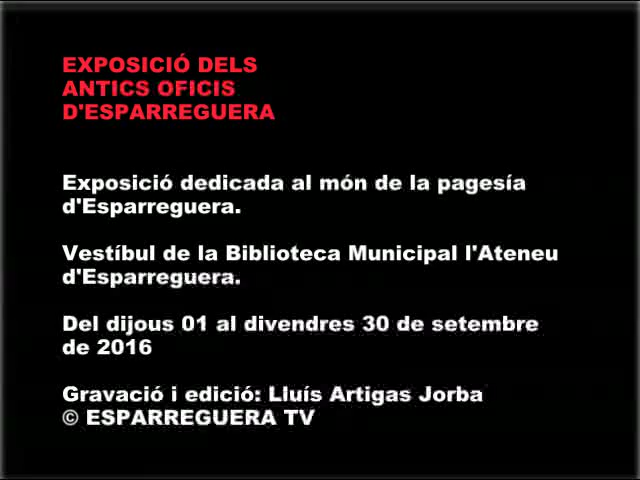 EXPOSICIÓ DELS
ANTICS OFICIS
D'ESPARREGUERA
Exposició dedicada al món de la pagesía
d'Esparreguera.
Vestíbul de la Biblioteca Municipal l'Ateneu
d'Esparreguera.
Del dijous 01 al divendres 30 de setembre
de 2016
Gravació i edició: Lluís Artigas Jorba
© ESPARREGUERA TV